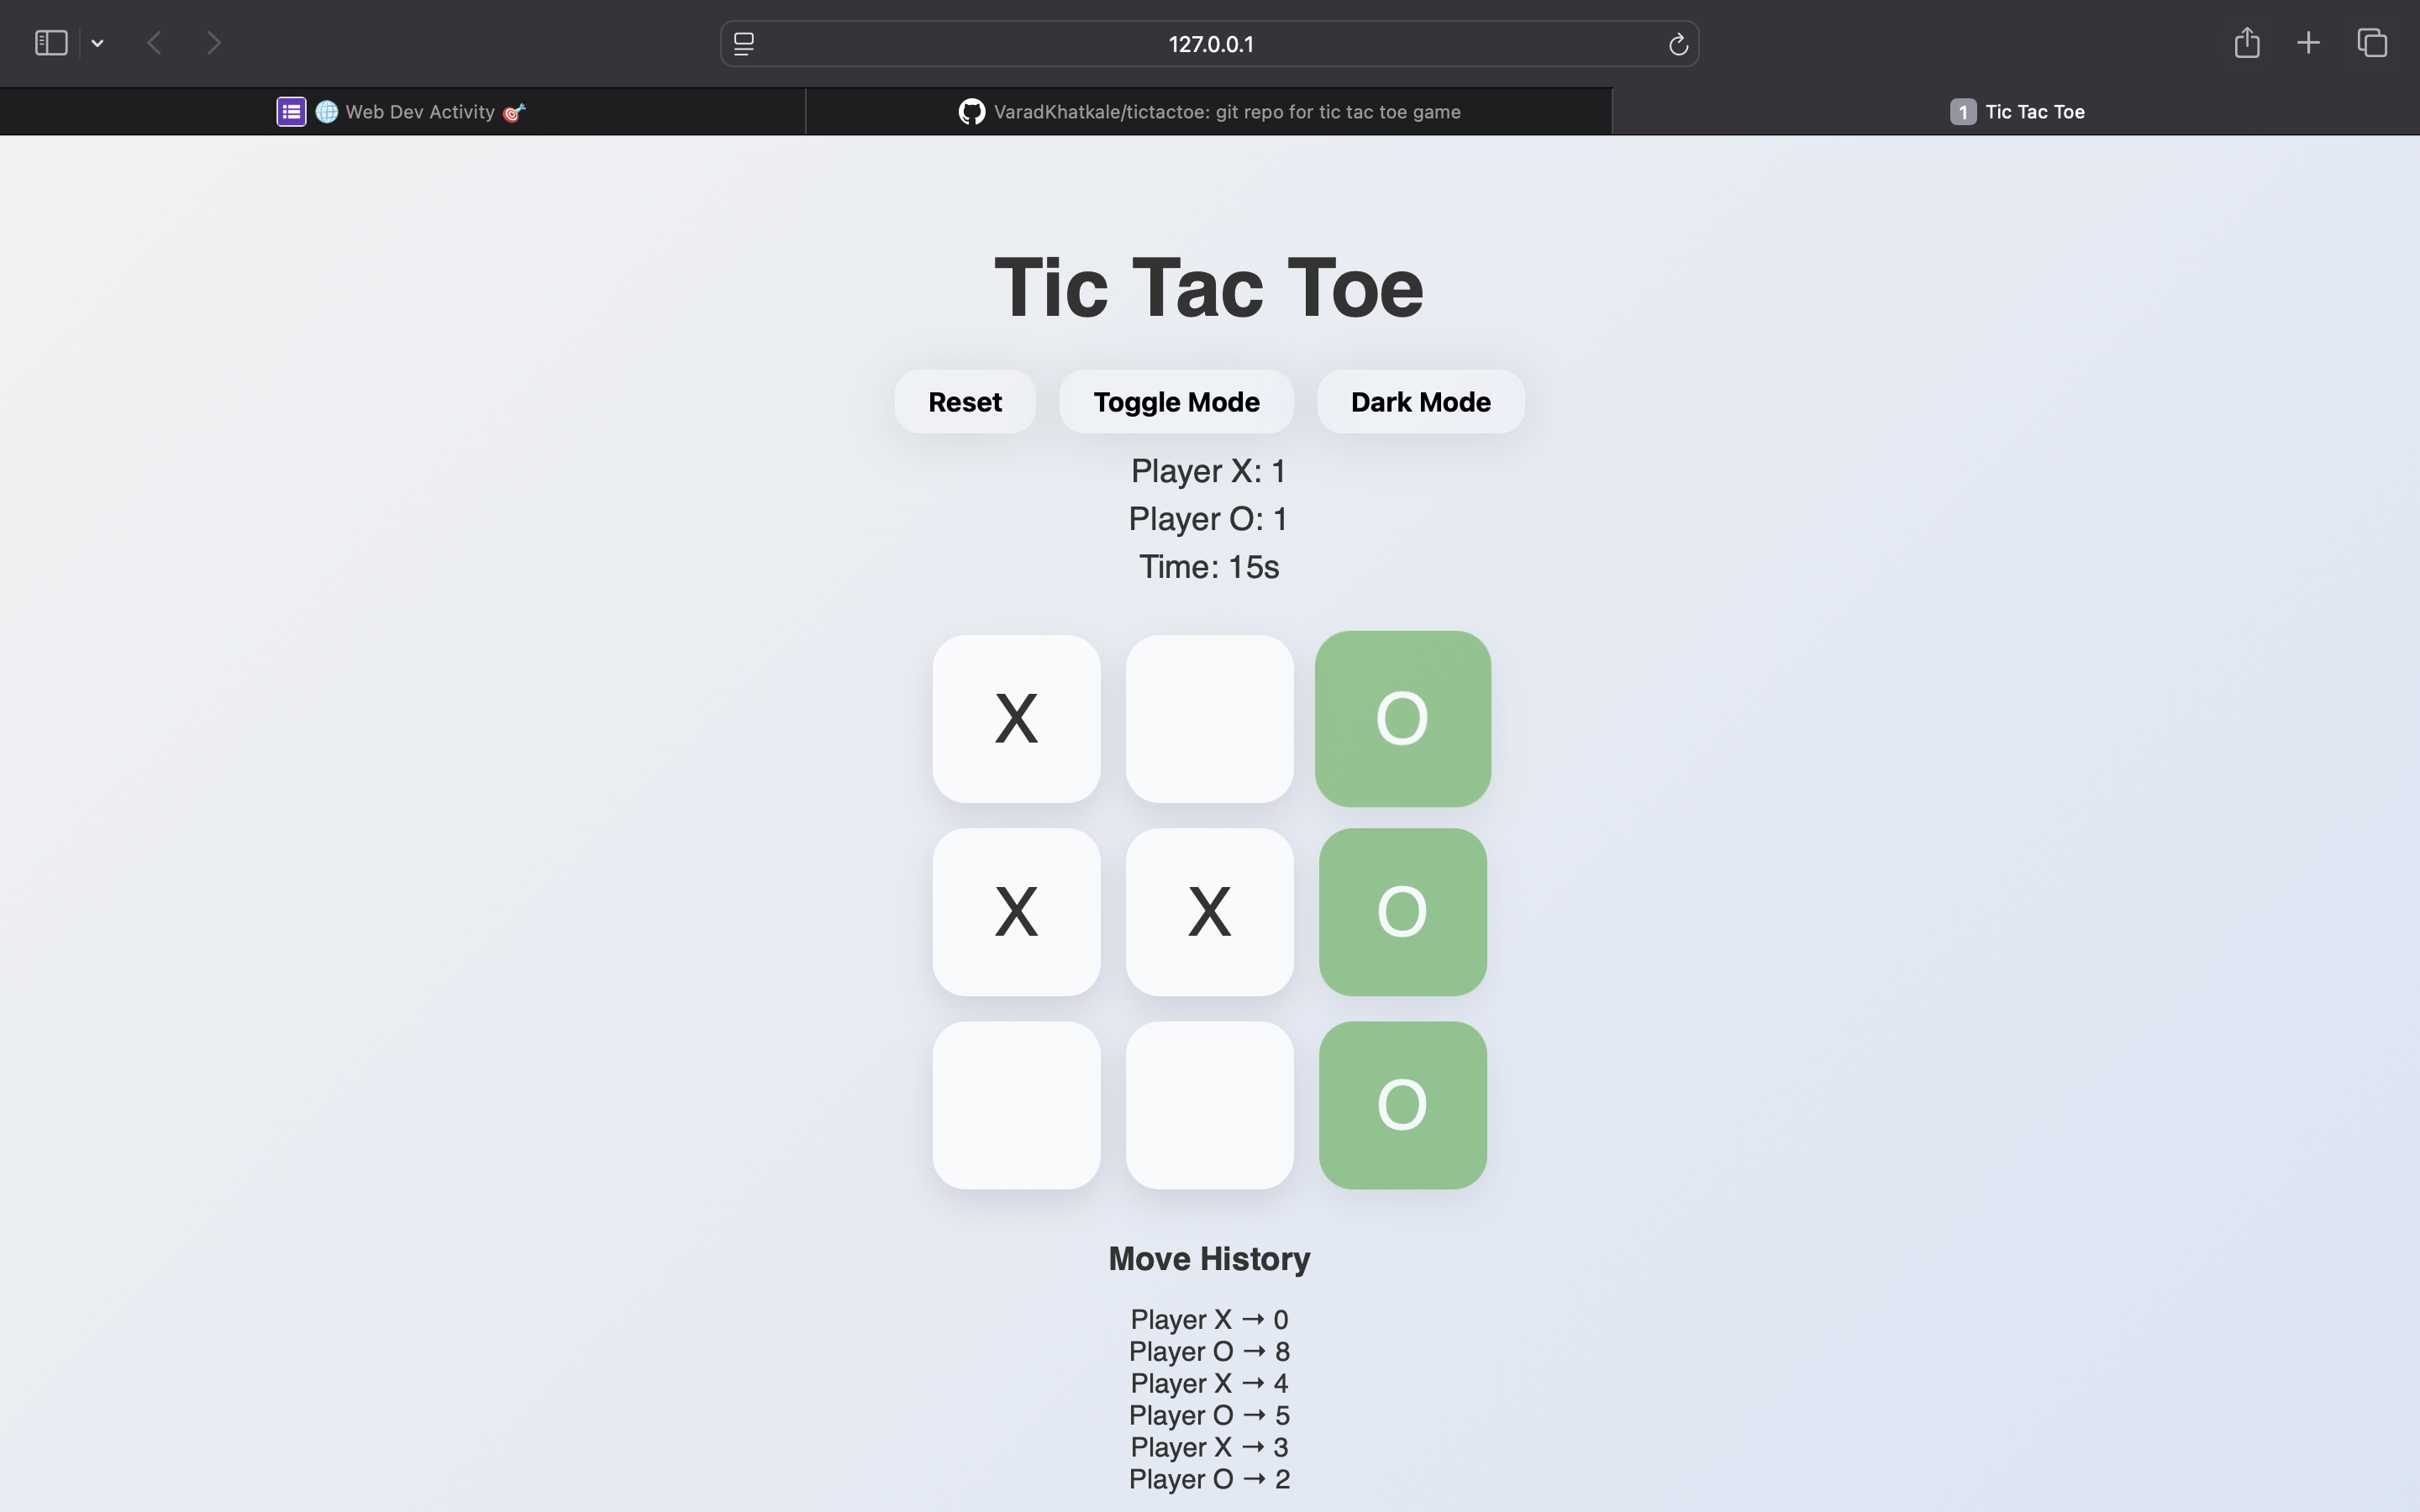 127.0.0.1
🌐 Web Dev Activity 🎯
VaradKhatkale/tictactoe: git repo for tic tac toe game
1 Tic Tac Toe
Tic Tac Toe
Reset Toggle Mode Dark Mode
Player X: 1
Player O: 1
Time: 15s
X O
X X O
O
Move History
Player X → 0
Player O → 8
Player X → 4
Player O → 5
Player X → 3
Player O → 2